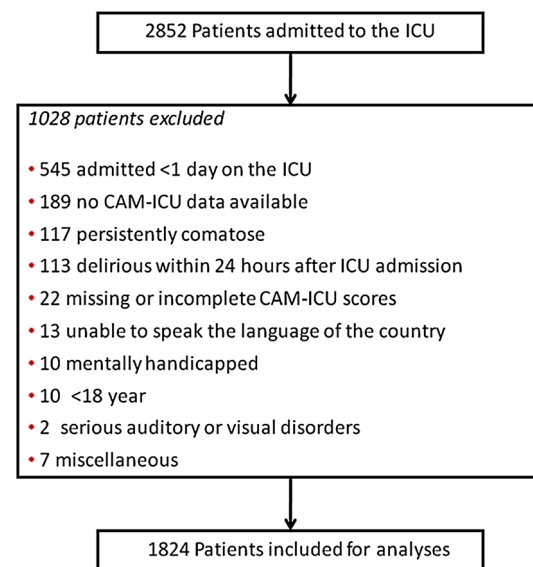 2852 Patients admitted to the ICU
1028 patients excluded
• 545 admitted <1 day on the ICU
• 189 no CAM-ICU data available
• 117 persistently comatose
• 113 delirious within 24 hours after ICU admission
• 22 missing or incomplete CAM-ICU scores
• 13 unable to speak the language of the country
• 10 mentally handicapped
• 10 <18 year
• 2 serious auditory or visual disorders
• 7 miscellaneous
1824 Patients included for analyses